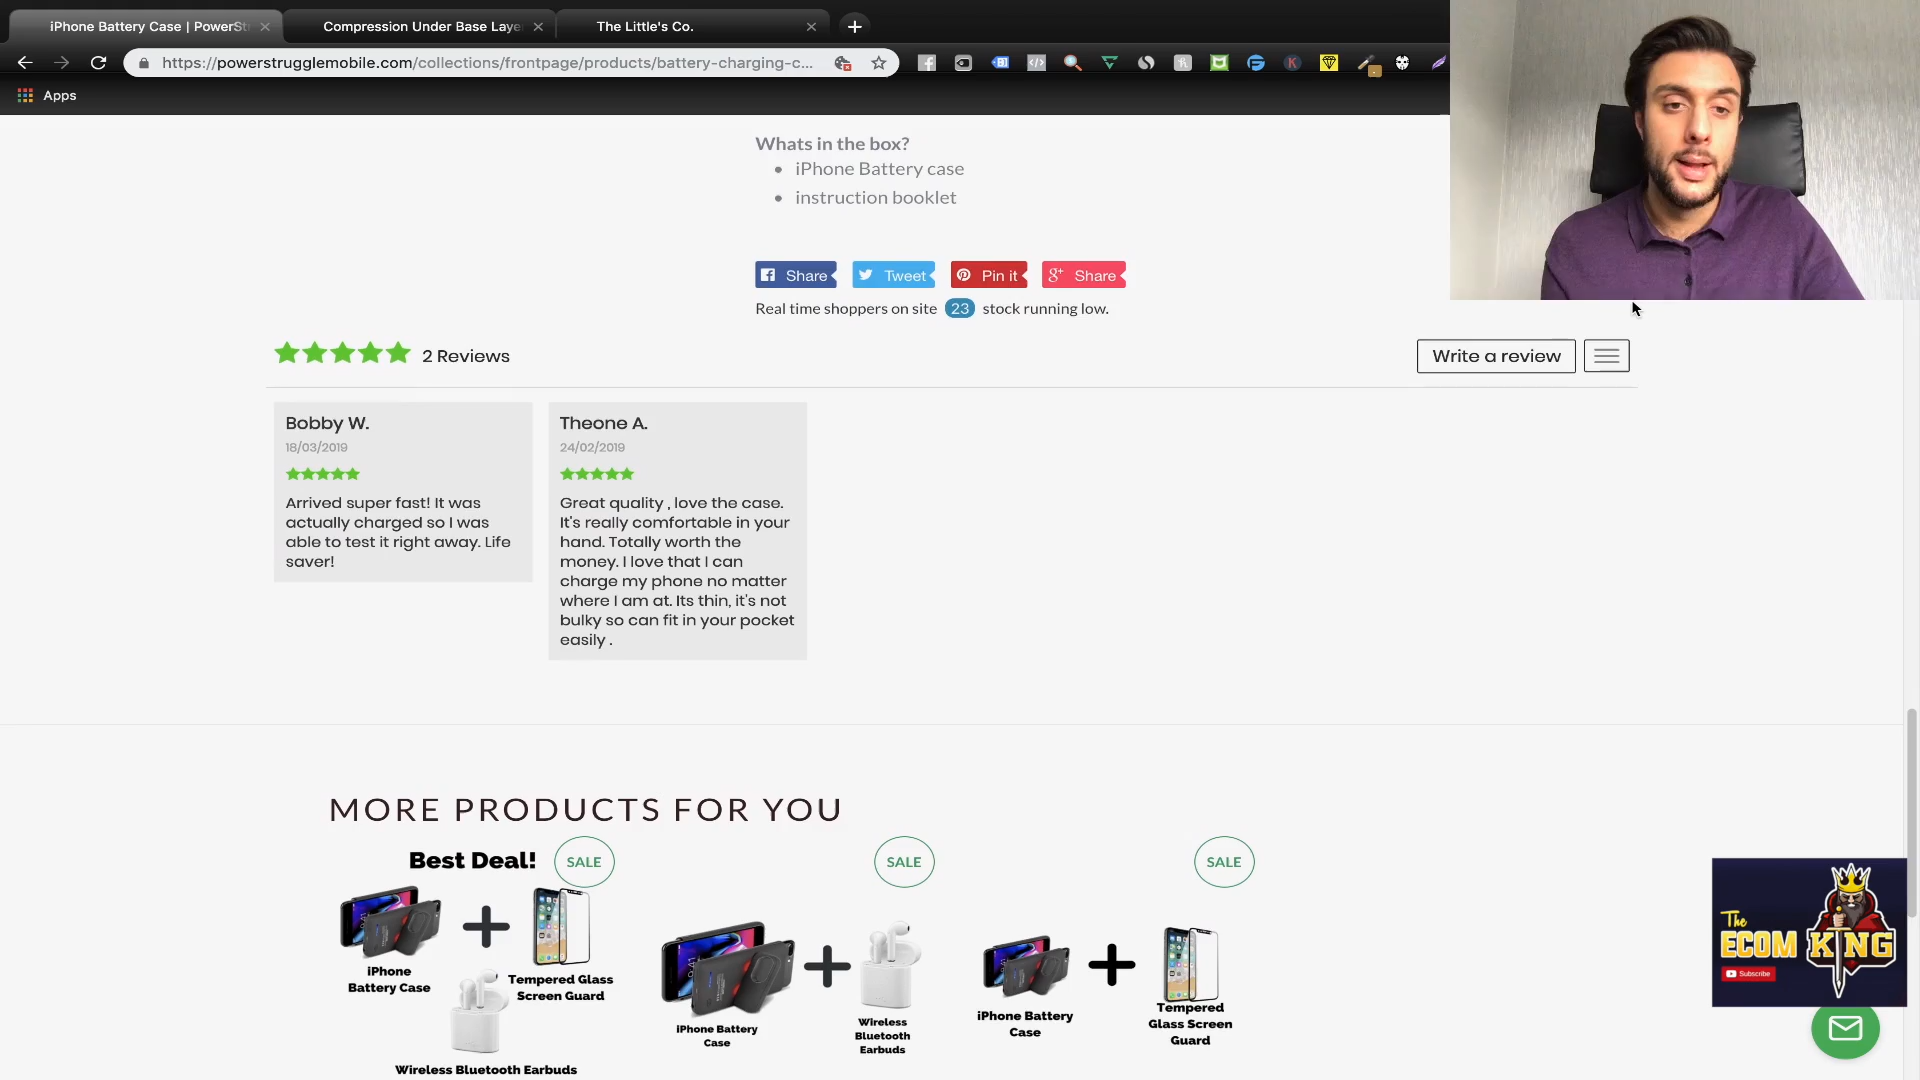 iPhone Battery Case | PowerSt
Compression Under Base Laye
The Little's Co.
https://powerstrugglemobile.com/collections/frontpage/products/battery-charging-c...
Apps
Whats in the box?
iPhone Battery case
instruction booklet
Share
Tweet
Pin it
Share
Real time shoppers on site 23 stock running low.
2 Reviews
Write a review
Bobby W.
18/03/2019
Arrived super fast! It was
actually charged so I was
able to test it right away. Life
saver!
Theone A.
24/02/2019
Great quality , love the case.
It's really comfortable in your
hand. Totally worth the
money. I love that I can
charge my phone no matter
where I am at. Its thin, it's not
bulky so can fit in your pocket
easily .
MORE PRODUCTS FOR YOU
Best Deal!
SALE
iPhone
Battery Case
Tempered Glass
Screen Guard
Wireless Bluetooth Earbuds
SALE
iPhone Battery
Case
Wireless
Bluetooth
Earbuds
SALE
iPhone Battery
Case
Tempered
Glass Screen
Guard
The
ECOM KING
Subscribe